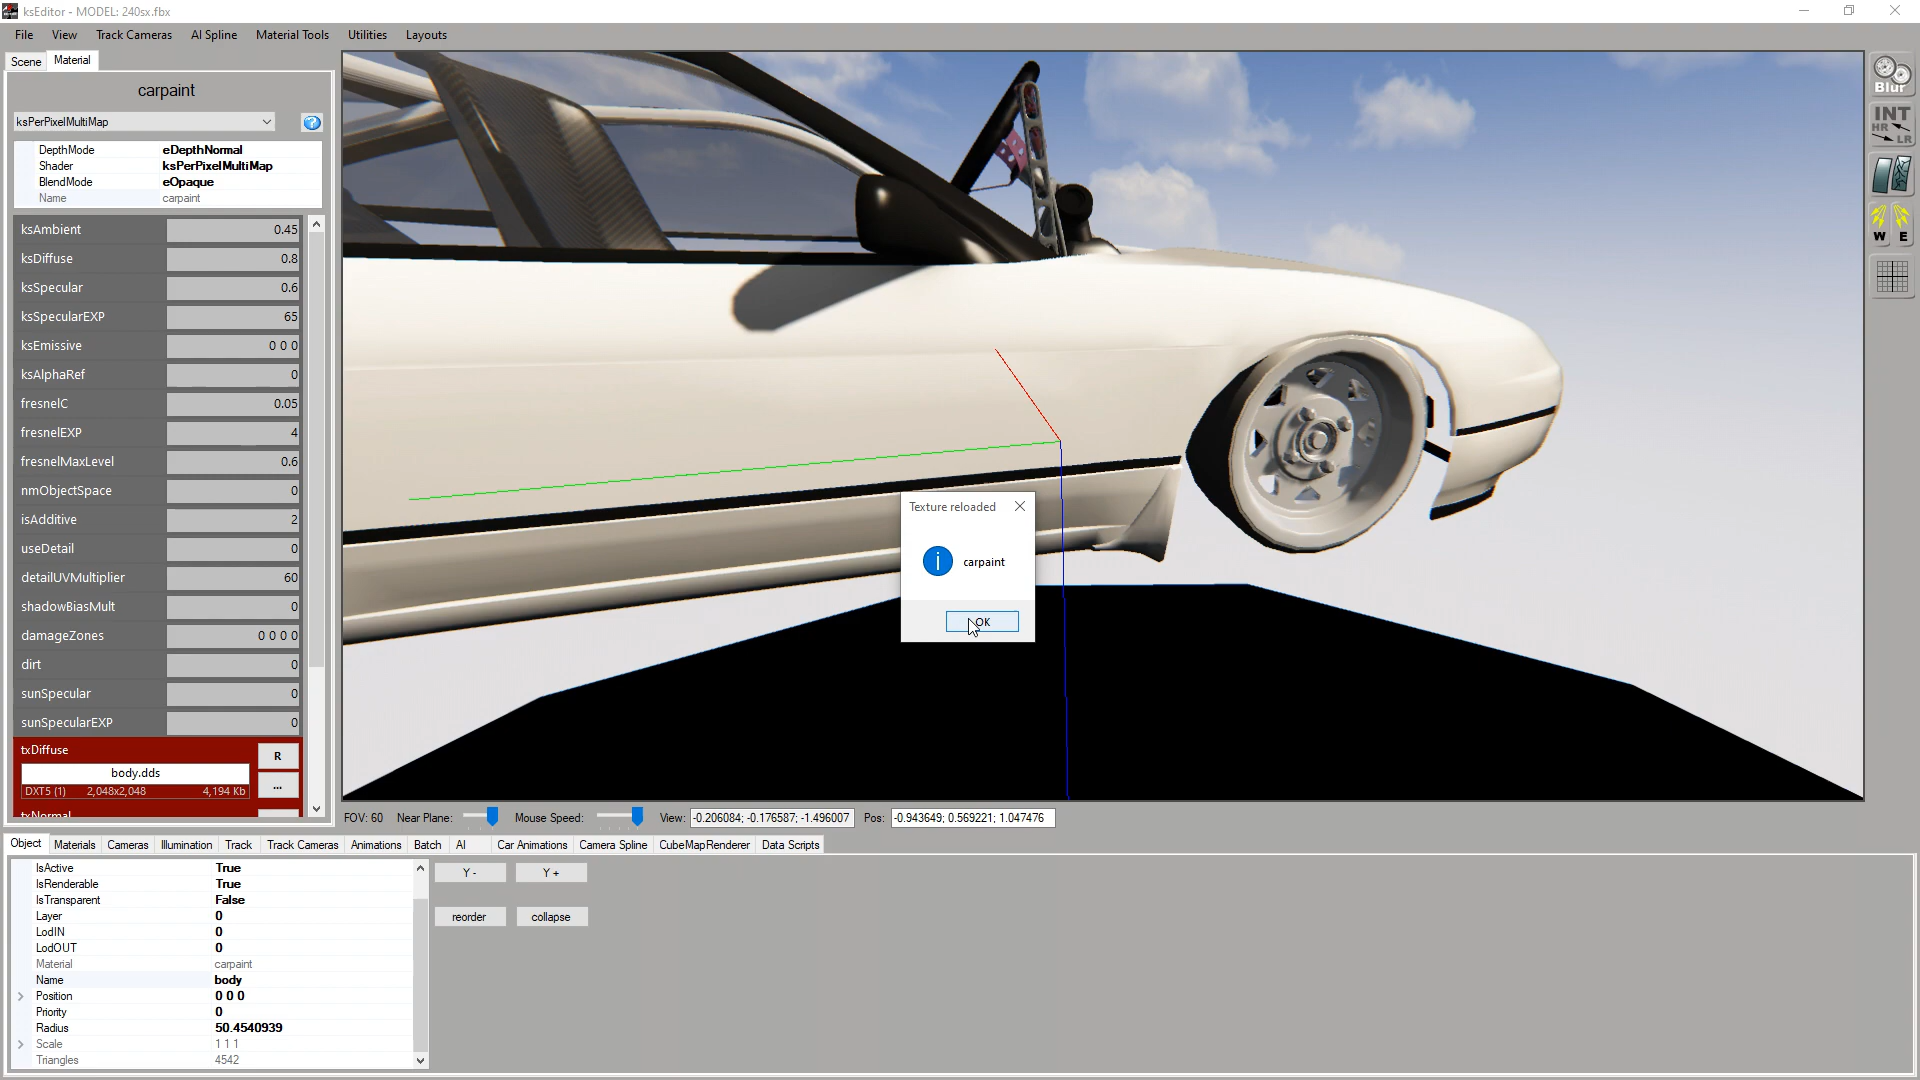 ksEditor - MODEL: 240sx.fbx
File View Track Cameras AI Spline Material Tools Utilities Layouts
Scene Material
carpaint
ksPerPixelMultiMap
DepthMode eDepthNormal
Shader ksPerPixelMultiMap
BlendMode eOpaque
Name carpaint
ksAmbient 0.45
ksDiffuse 0.8
ksSpecular 0.6
ksSpecularEXP 65
ksEmissive 0 0 0
ksAlphaRef 0
fresnelC 0.05
fresnelEXP 4
fresnelMaxLevel 0.6
nmObjectSpace 0
isAdditive 2
useDetail 0
detailUVMultiplier 60
shadowBiasMult 0
damageZones 0 0 0 0
dirt 0
sunSpecular 0
sunSpecularEXP 0
txDiffuse R
body.dds
DXT5 (1) 2,048x2,048 4,194 Kb ...
txNormal
Texture reloaded
carpaint
OK
Blur
INT
HR LR
W E
FOV: 60 Near Plane: Mouse Speed: View: -0.206084; -0.176587; -1.496007 Pos: -0.943649; 0.569221; 1.047476
Object Materials Cameras Illumination Track Track Cameras Animations Batch AI Car Animations Camera Spline CubeMapRenderer Data Scripts
IsActive True
IsRenderable True
IsTransparent False
Layer 0
LodIN 0
LodOUT 0
Material carpaint
Name body
Position 0 0 0
Priority 0
Radius 50.4540939
Scale 1 1 1
Triangles 4542
Y - Y +
reorder collapse